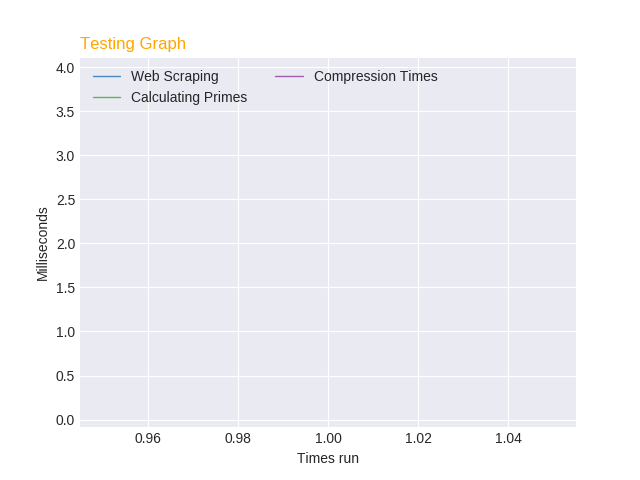 Testing Graph
Web Scraping
Calculating Primes
Compression Times
4.0
3.5
3.0
2.5
2.0
1.5
1.0
0.5
0.0
Milliseconds
0.96 0.98 1.00 1.02 1.04
Times run